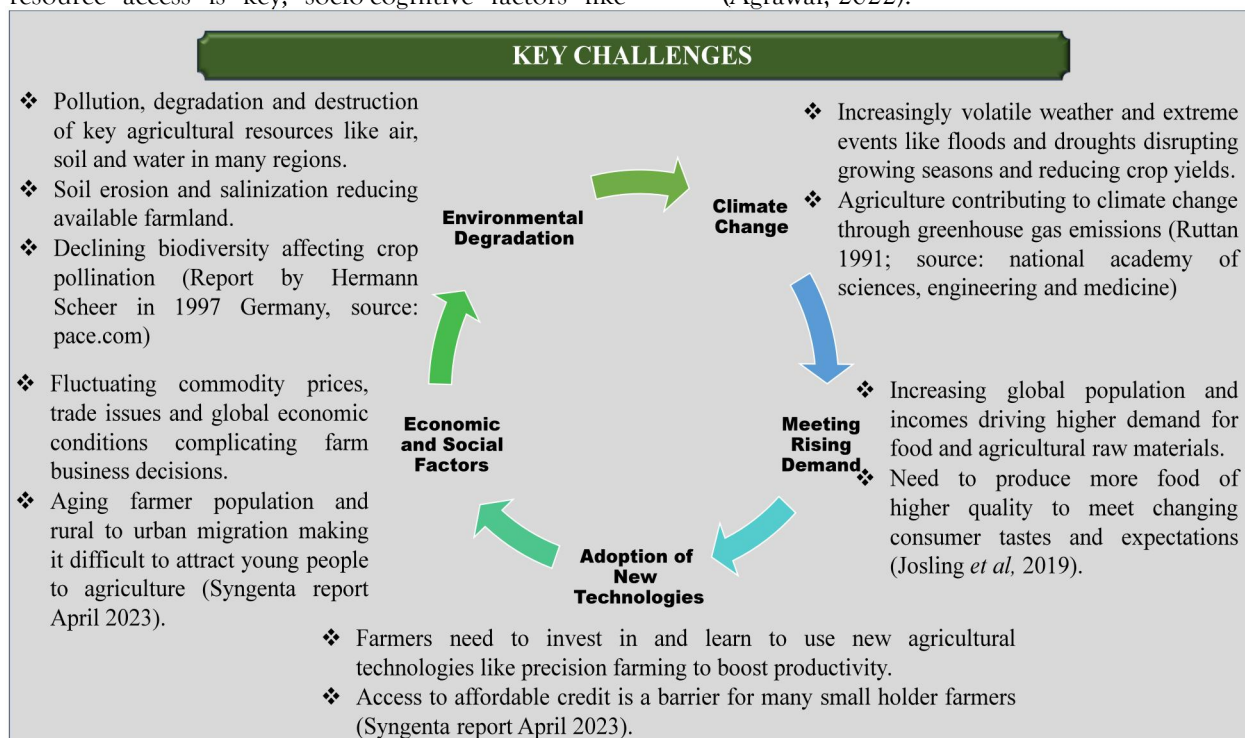 resource access is key, socio-cognitive factors like
(Agrawal, 2022).
KEY CHALLENGES
❖ Pollution, degradation and destruction
of key agricultural resources like air,
soil and water in many regions.
❖ Soil erosion and salinization reducing
available farmland.
❖ Declining biodiversity affecting crop
pollination (Report by Hermann
Scheer in 1997 Germany, source:
pace.com)
Environmental
Degradation
Climate
Change
❖ Increasingly volatile weather and extreme
events like floods and droughts disrupting
growing seasons and reducing crop yields.
❖ Agriculture contributing to climate change
through greenhouse gas emissions (Ruttan
1991; source: national academy of
sciences, engineering and medicine)
❖ Fluctuating commodity prices,
trade issues and global economic
conditions complicating farm
business decisions.
❖ Aging farmer population and
rural to urban migration making
it difficult to attract young people
to agriculture (Syngenta report
April 2023).
Economic
and Social
Factors
Meeting
Rising
Demand
❖ Increasing global population and
incomes driving higher demand for
food and agricultural raw materials.
❖ Need to produce more food of
higher quality to meet changing
consumer tastes and expectations
(Josling et al, 2019).
Adoption of
New
Technologies
❖ Farmers need to invest in and learn to use new agricultural
technologies like precision farming to boost productivity.
❖ Access to affordable credit is a barrier for many small holder farmers
(Syngenta report April 2023).